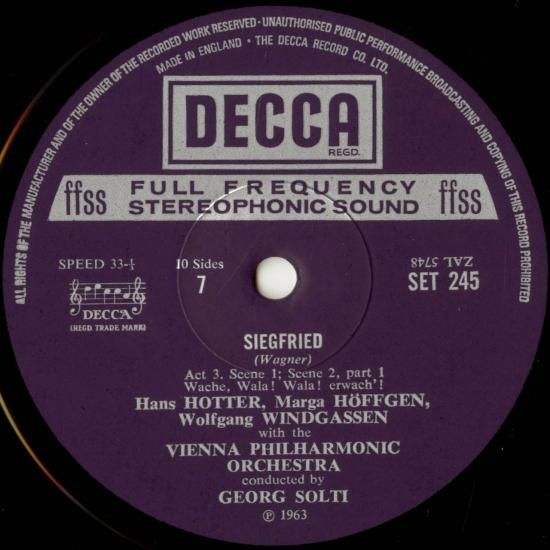 ALL RIGHTS OF THE MANUFACTURER AND OF THE OWNER OF THE RECORDED WORK RESERVED · UNAUTHORISED PUBLIC PERFORMANCE BROADCASTING AND COPYING OF THIS RECORD PROHIBITED
MADE IN ENGLAND · THE DECCA RECORD CO. LTD.
DECCA
REGD.
ffss FULL FREQUENCY ffss
STEREOPHONIC SOUND
SPEED 33-⅓
10 Sides
7
ZAL 5748
SET 245
DECCA
(REGD. TRADE MARK)
SIEGFRIED
(Wagner)
Act 3. Scene 1; Scene 2, part 1
Wache, Wala! Wala! erwach'!
Hans HOTTER, Marga HÖFFGEN,
Wolfgang WINDGASSEN
with the
VIENNA PHILHARMONIC
ORCHESTRA
conducted by
GEORG SOLTI
℗ 1963